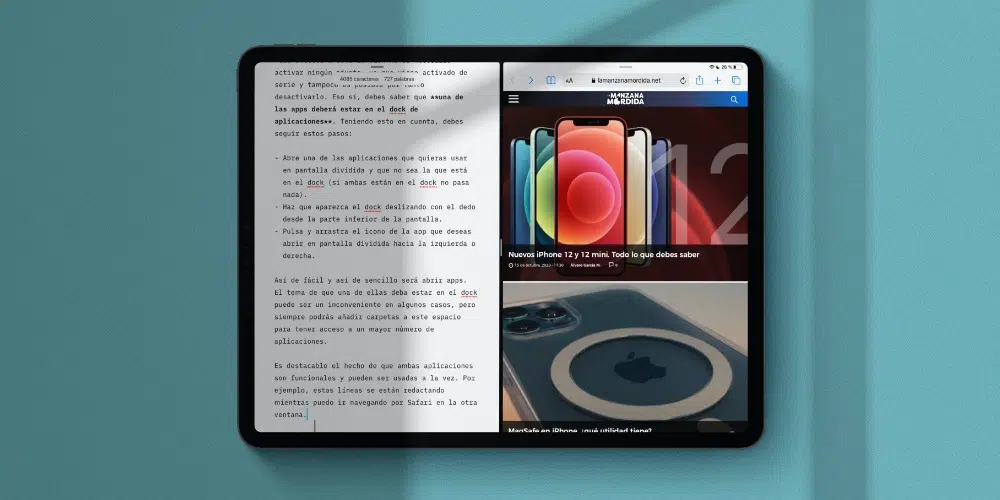 4085 caracteres 727 palabras
activar ningún ya que viene activado de
serie y tampoco es posible por tanto
desactivarlo. Eso sí, debes saber que **una de
las apps deberá estar en el dock de
aplicaciones**. Teniendo esto en cuenta, debes
seguir estos pasos:
- Abre una de las aplicaciones que quieras usar
en pantalla dividida y que no sea la que está
en el dock (si ambas están en el dock no pasa
nada).
- Haz que aparezca el dock deslizando con el dedo
desde la parte inferior de la pantalla.
- Pulsa y arrastra el icono de la app que deseas
abrir en pantalla dividida hacia la izquierda o
derecha.
Así de fácil y así de sencillo será abrir apps.
El tema de que una de ellas deba estar en el dock
puede ser un inconveniente en algunos casos, pero
siempre podrás añadir carpetas a este espacio
para tener acceso a un mayor número de
aplicaciones.
Es destacable el hecho de que ambas aplicaciones
son funcionales y pueden ser usadas a la vez. Por
ejemplo, estas líneas se están redactando
mientras puedo ir navegando por Safari en la otra
ventana.
26 %
AA lamanzanamordida.net
MANZANA
MORDIDA
12
Nuevos iPhone 12 y 12 mini. Todo lo que debes saber
15 de octubre, 2020 - 11:30 Álvaro García M. 0
MagSafe en iPhone, ¿qué utilidad tiene?